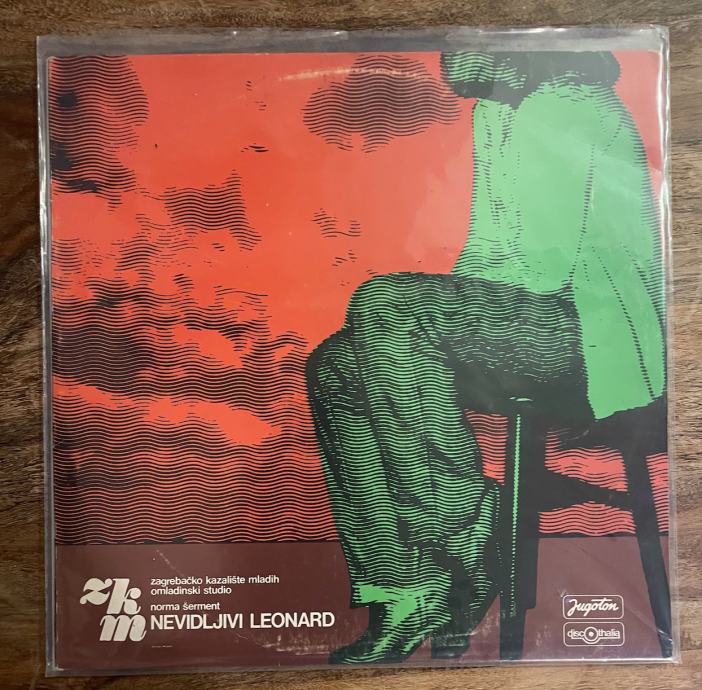 zkm
zagrebačko kazalište mladih
omladinski studio
norma šerment
NEVIDLJIVI LEONARD
Jugoton
discothalia